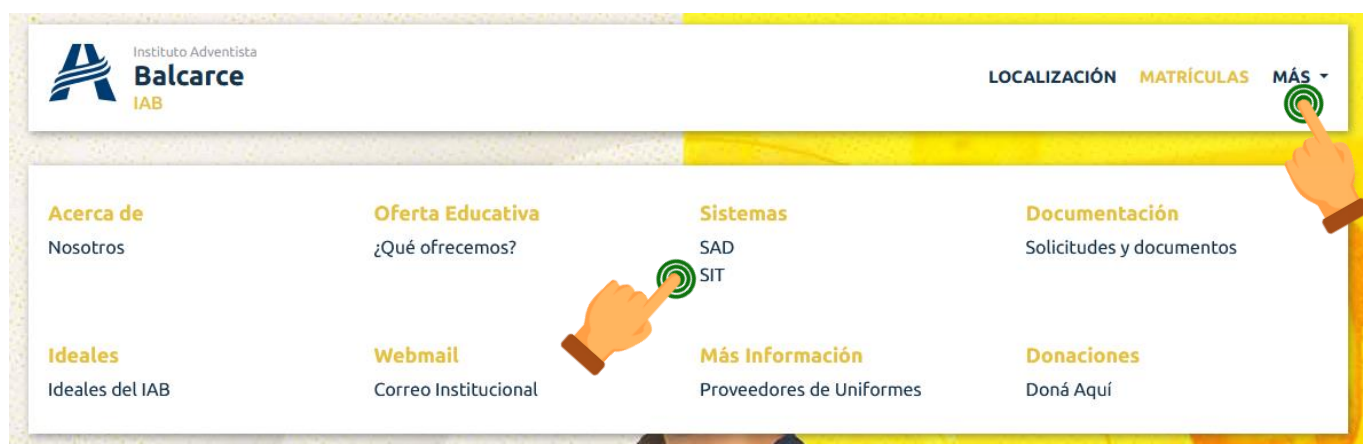 Instituto Adventista
Balcarce
IAB
LOCALIZACIÓN MATRÍCULAS MÁS
Acerca de
Nosotros
Oferta Educativa
¿Qué ofrecemos?
Sistemas
SAD
SIT
Documentación
Solicitudes y documentos
Ideales
Ideales del IAB
Webmail
Correo Institucional
Más Información
Proveedores de Uniformes
Donaciones
Doná Aquí